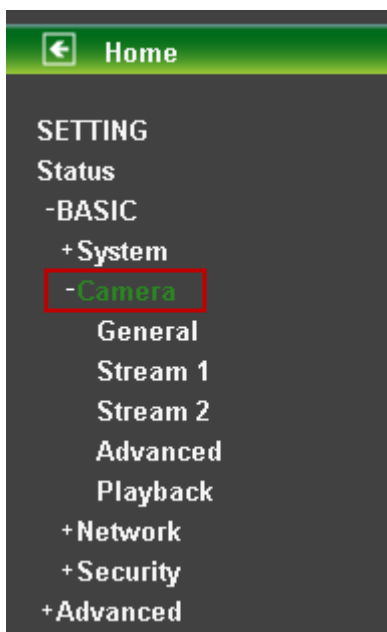 Home
SETTING
Status
-BASIC
+System
-Camera
General
Stream 1
Stream 2
Advanced
Playback
+Network
+Security
+Advanced